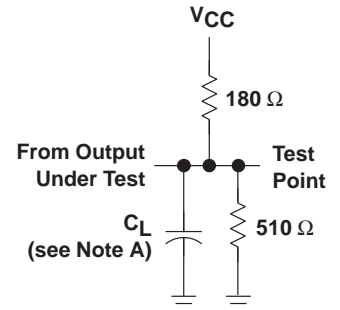 VCC
180 Ω
From Output
Under Test
Test
Point
CL
(see Note A)
510 Ω